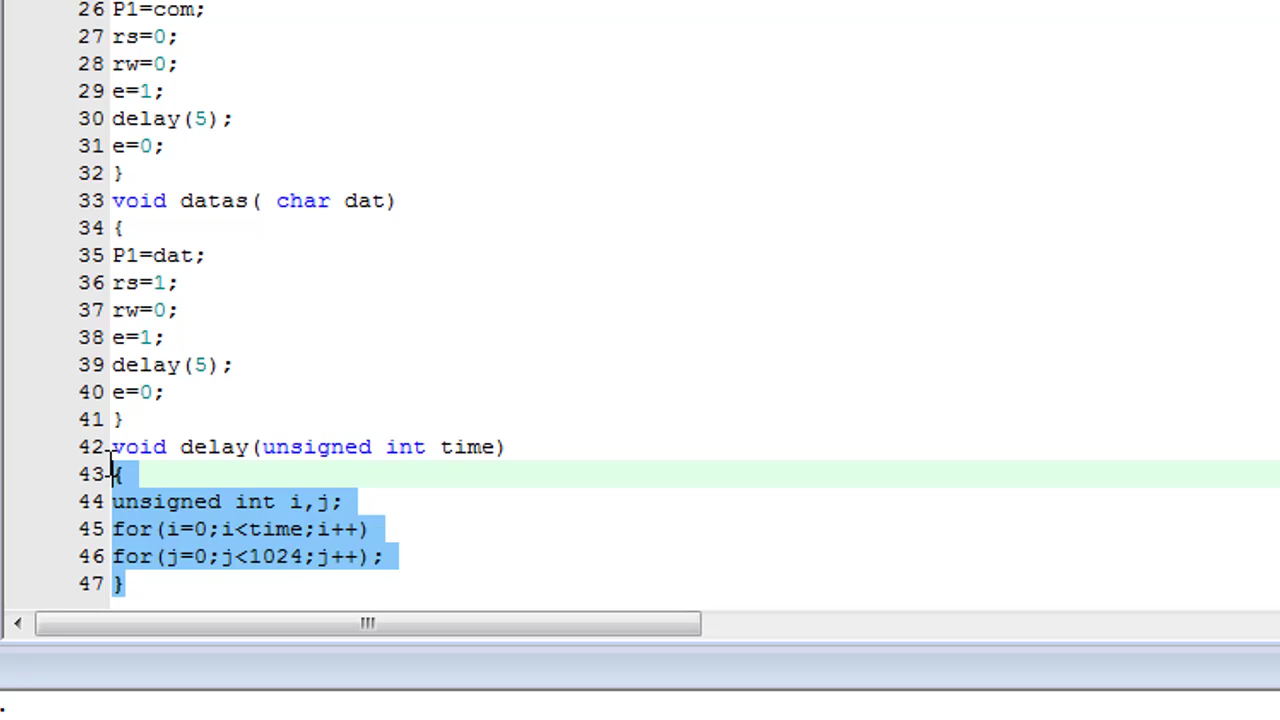 26 P1=com;
27 rs=0;
28 rw=0;
29 e=1;
30 delay(5);
31 e=0;
32 }
33 void datas( char dat)
34 {
35 P1=dat;
36 rs=1;
37 rw=0;
38 e=1;
39 delay(5);
40 e=0;
41 }
42 void delay(unsigned int time)
43 {
44 unsigned int i,j;
45 for(i=0;i<time;i++)
46 for(j=0;j<1024;j++);
47 }
.